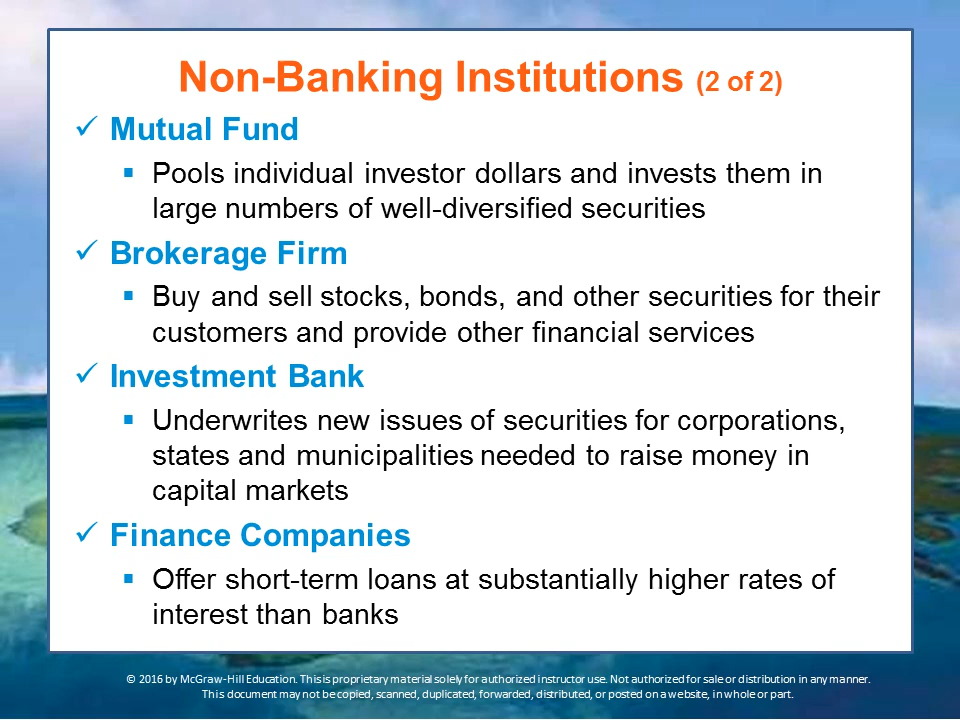 Non-Banking Institutions (2 of 2)
✓ Mutual Fund
▪ Pools individual investor dollars and invests them in
large numbers of well-diversified securities
✓ Brokerage Firm
▪ Buy and sell stocks, bonds, and other securities for their
customers and provide other financial services
✓ Investment Bank
▪ Underwrites new issues of securities for corporations,
states and municipalities needed to raise money in
capital markets
✓ Finance Companies
▪ Offer short-term loans at substantially higher rates of
interest than banks
© 2016 by McGraw-Hill Education. This is proprietary material solely for authorized instructor use. Not authorized for sale or distribution in any manner.
This document may not be copied, scanned, duplicated, forwarded, distributed, or posted on a website, in whole or part.